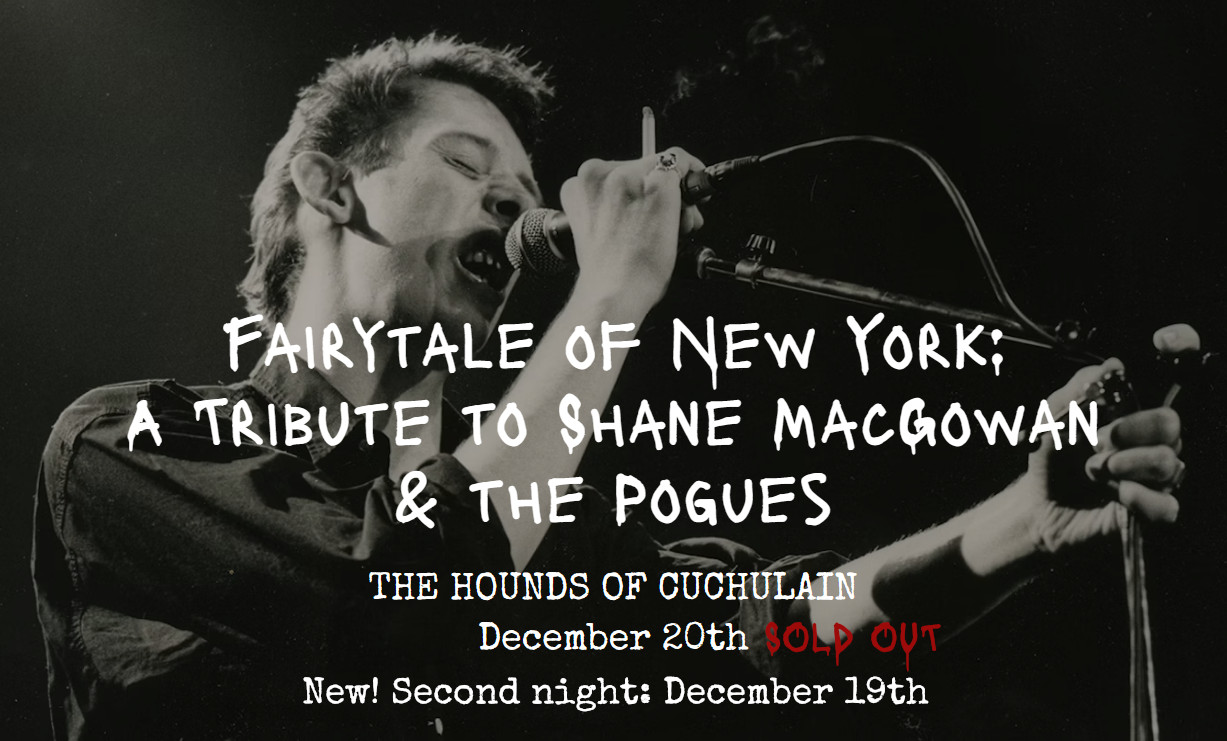 Fairytale of New York:
A Tribute to Shane MacGowan
& The Pogues
THE HOUNDS OF CUCHULAIN
December 20th SOLD OUT
New! Second night: December 19th